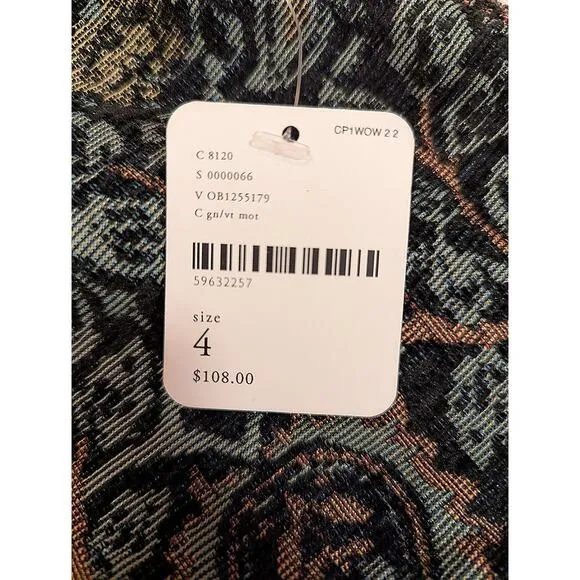 CP1WOW 2 2
C 8120
S 0000066
V OB1255179
C gn/vt mot
59632257
size
4
$108.00